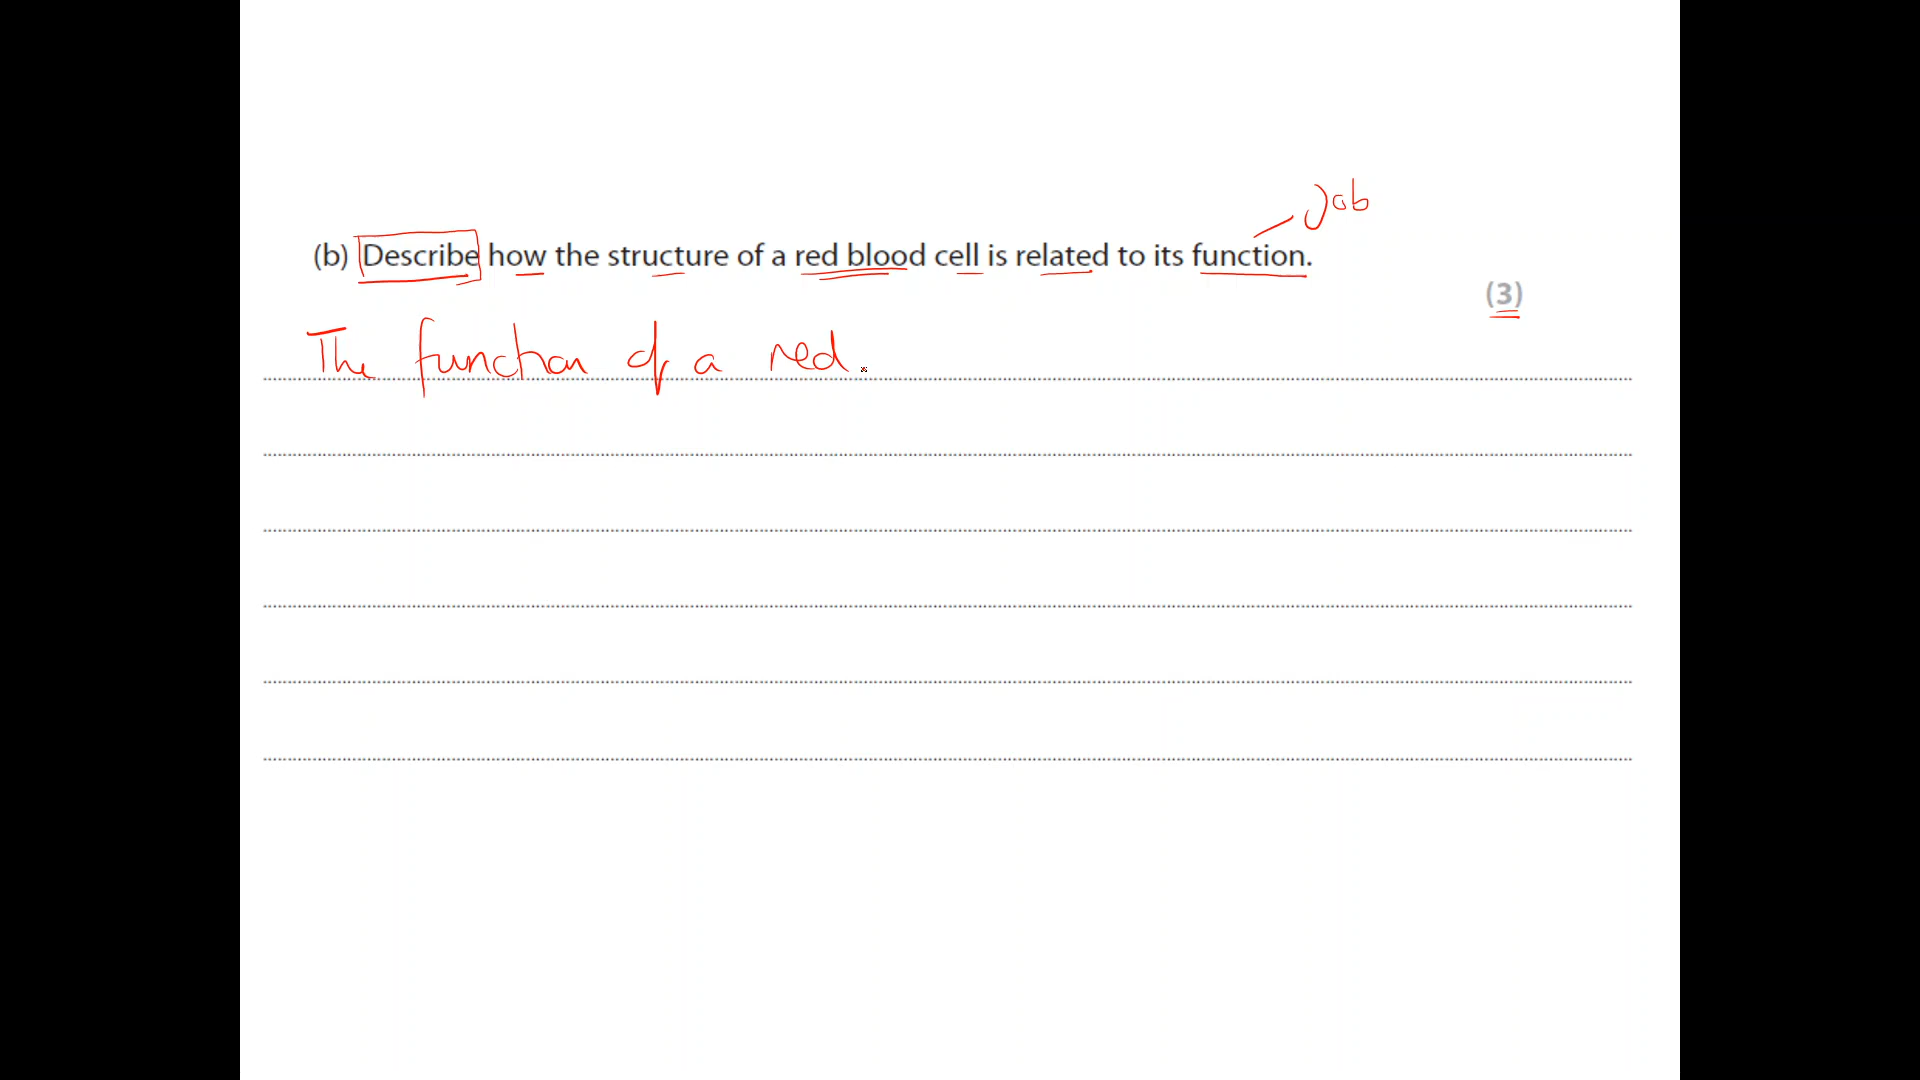 Job
(b) Describe how the structure of a red blood cell is related to its function.
(3)
The function of a red